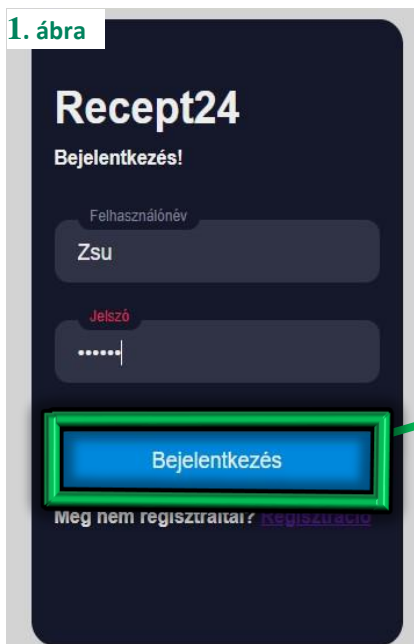 1. ábra
Recept24
Bejelentkezés!
Felhasználónév
Zsu
Jelszó
••••••
Bejelentkezés
Még nem regisztráltál? Regisztráció